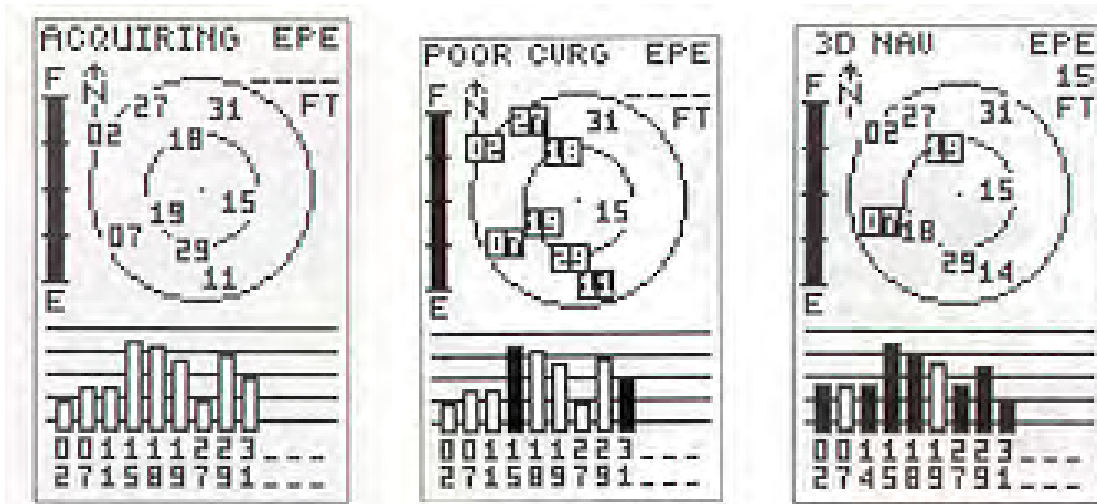 ACQUIRING EPE
F N
27 31 FT
02 18
19 15
07 29
11
E
0 0 1 1 1 1 2 2 3 _ _ _
2 7 1 5 8 9 7 9 1
POOR CVRG EPE
F N
27 31 FT
02 18
19 15
07 29
11
E
0 0 1 1 1 1 2 2 3 _ _ _
2 7 1 5 8 9 7 9 1
3D NAV EPE
15
F N FT
27 31
02 19
15
07 18
29 14
E
0 0 1 1 1 1 2 2 3 _ _ _
2 7 4 5 8 9 7 9 1